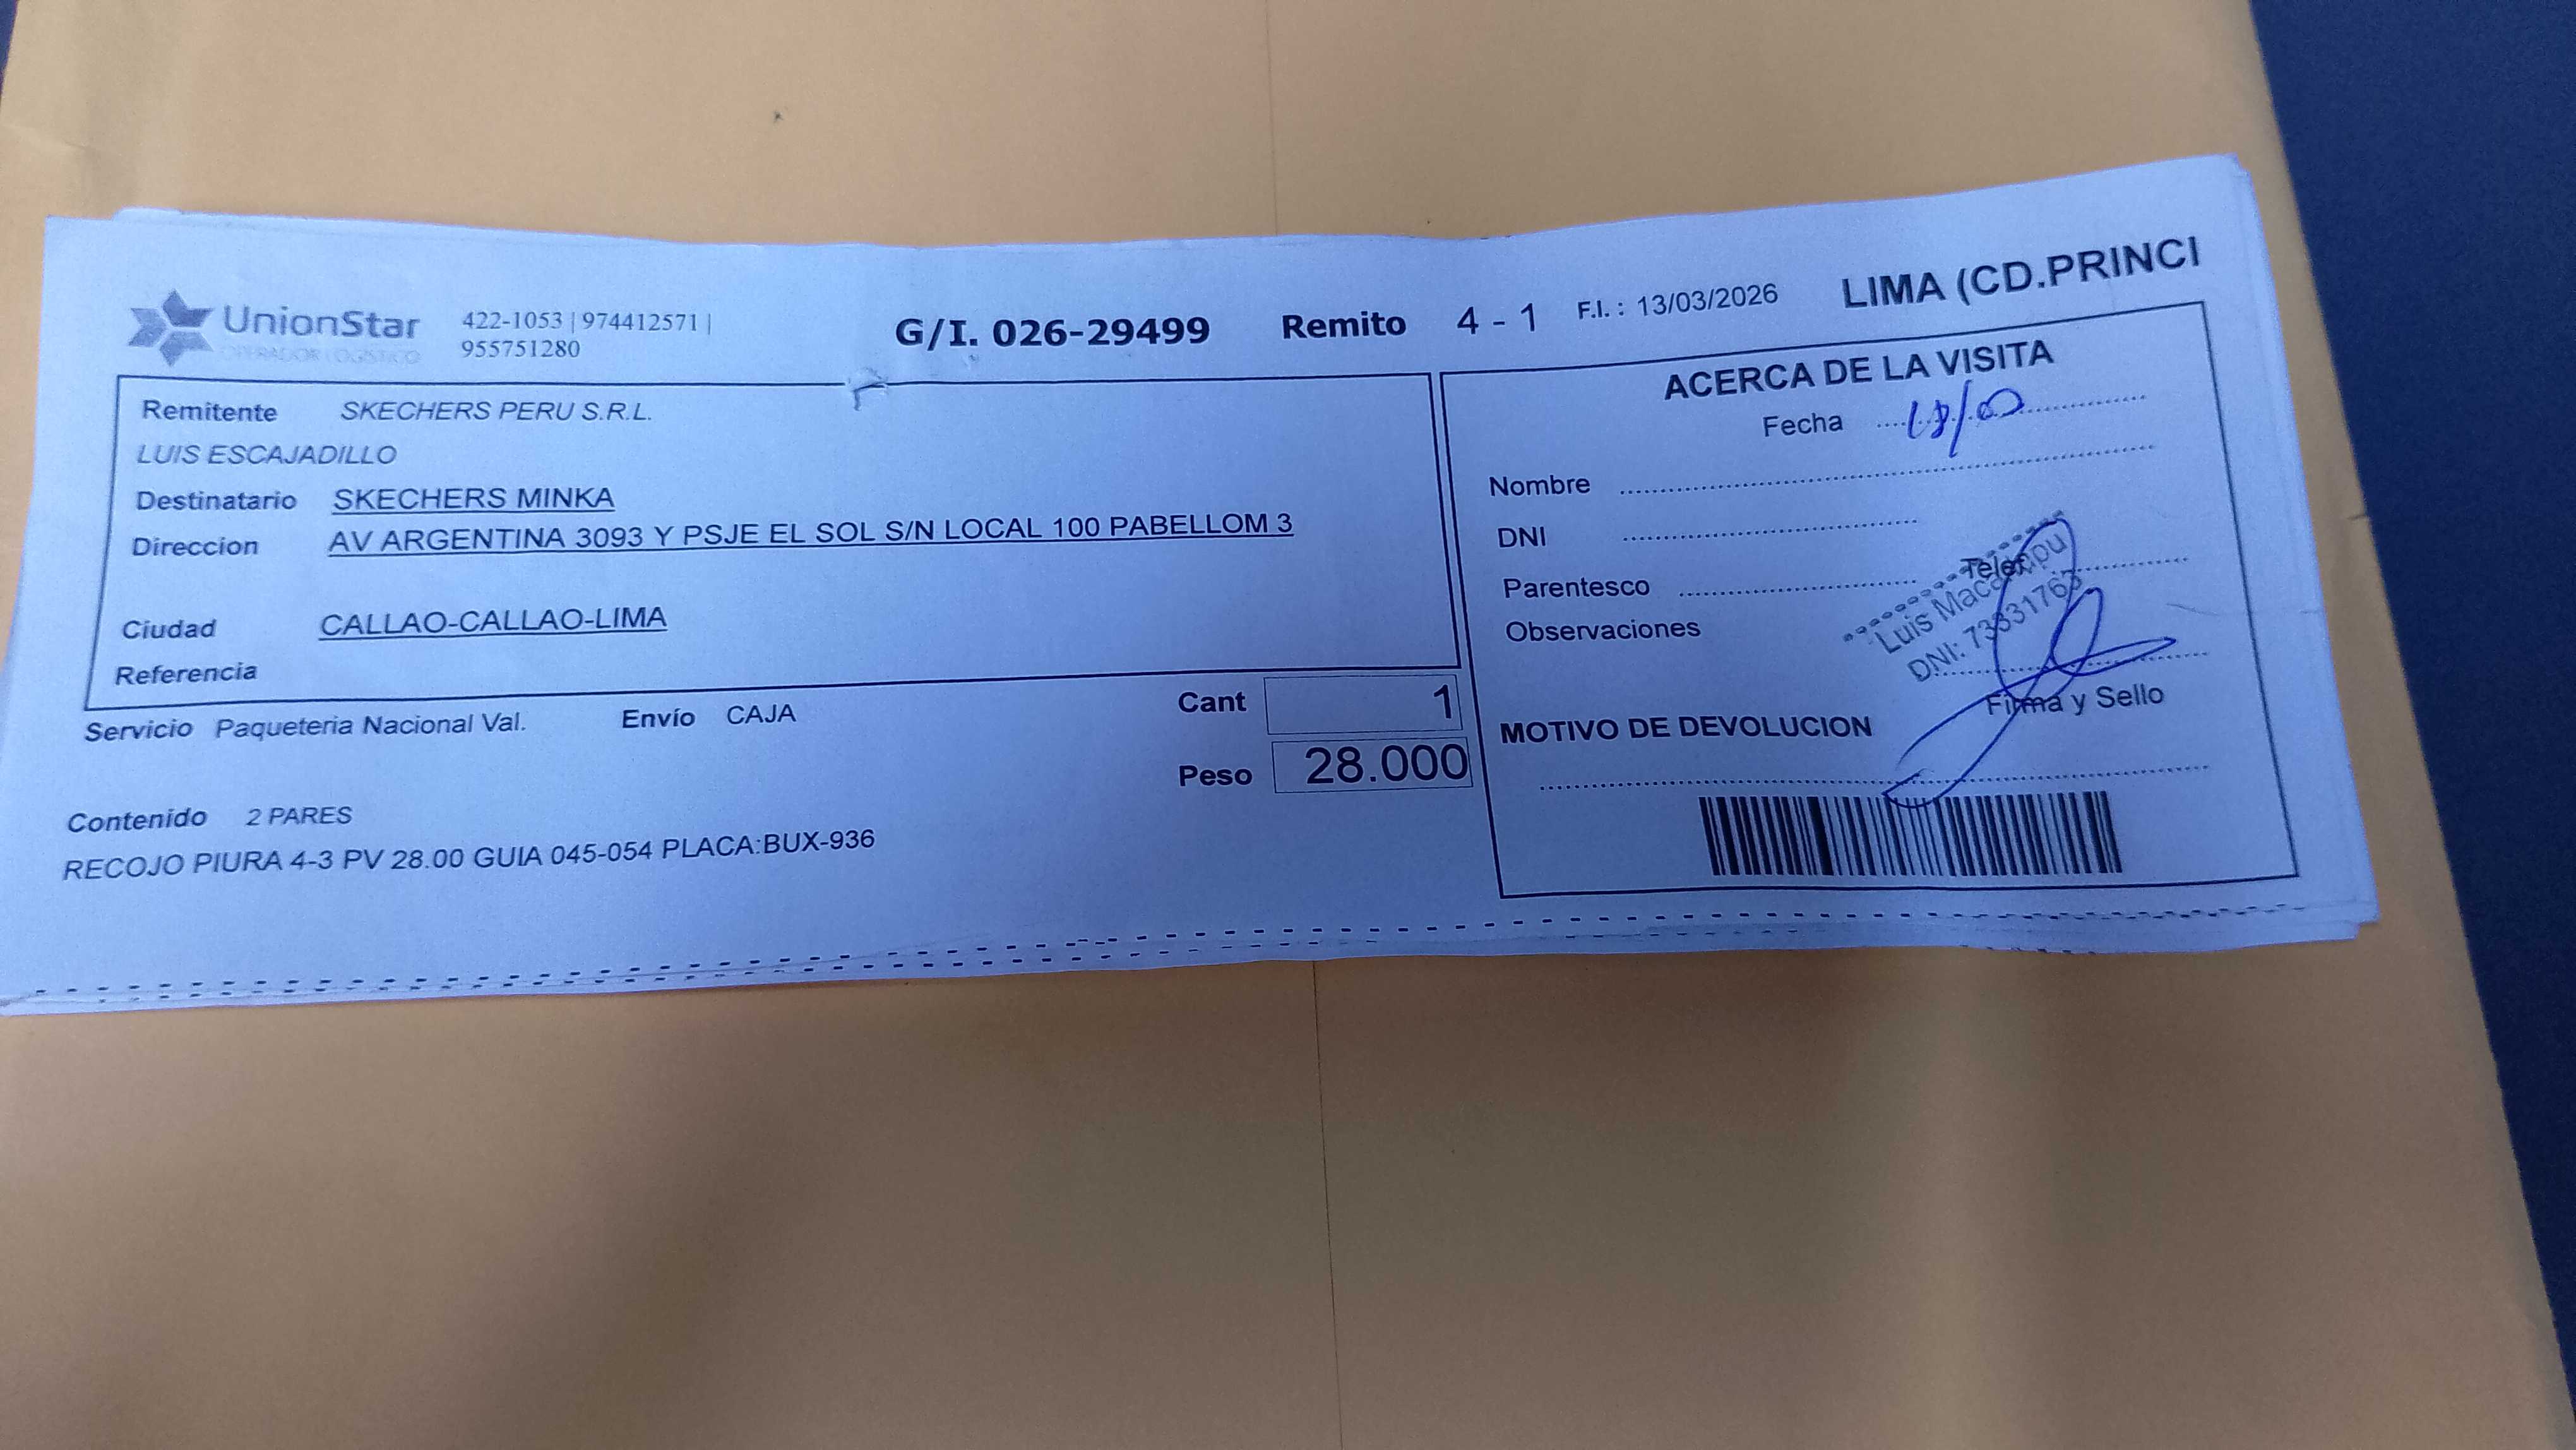 UnionStar
OPERADOR LOGISTICO
422-1053 | 974412571 |
955751280
G/I. 026-29499 Remito 4 - 1 F.I. : 13/03/2026 LIMA (CD.PRINCI
Remitente SKECHERS PERU S.R.L.
LUIS ESCAJADILLO
Destinatario SKECHERS MINKA
Direccion AV ARGENTINA 3093 Y PSJE EL SOL S/N LOCAL 100 PABELLOM 3
Ciudad CALLAO-CALLAO-LIMA
Referencia
Servicio Paqueteria Nacional Val. Envío CAJA
Cant 1
Peso 28.000
Contenido 2 PARES
RECOJO PIURA 4-3 PV 28.00 GUIA 045-054 PLACA:BUX-936
ACERCA DE LA VISITA
Fecha
Nombre
DNI
Parentesco Telef.
Observaciones
Luis
DNI: 73331763
Firma y Sello
MOTIVO DE DEVOLUCION